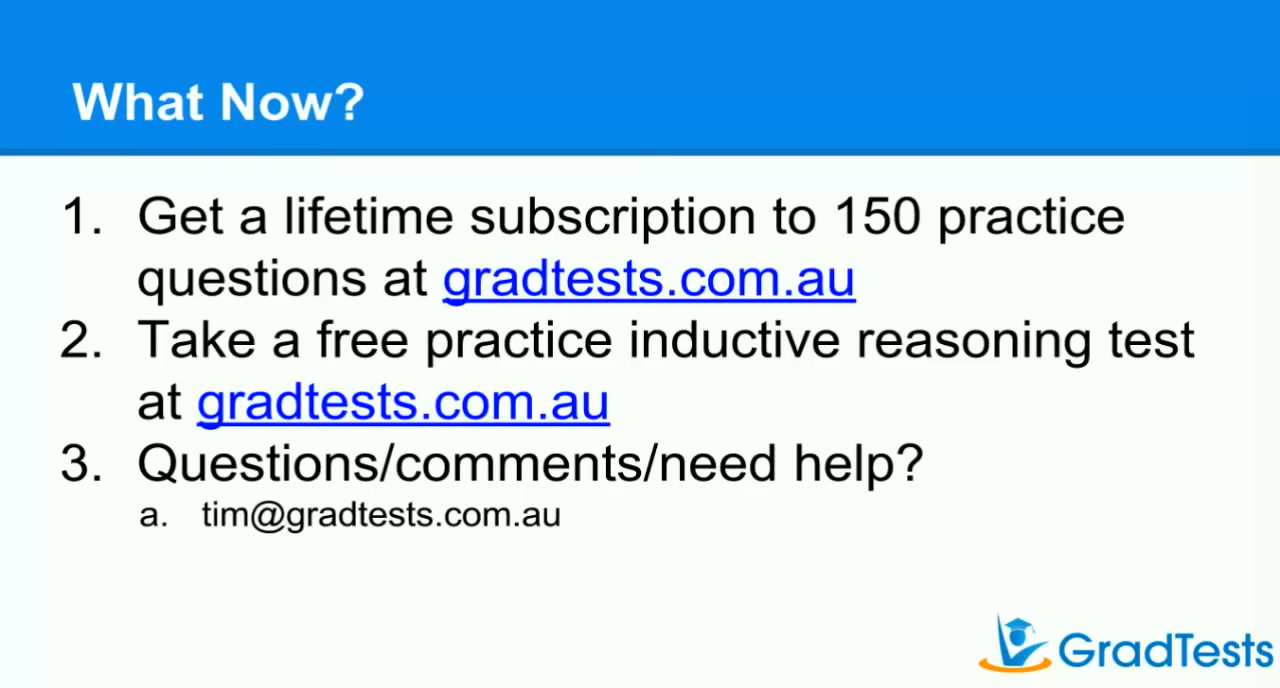 What Now?
1. Get a lifetime subscription to 150 practice
questions at gradtests.com.au
2. Take a free practice inductive reasoning test
at gradtests.com.au
3. Questions/comments/need help?
a. tim@gradtests.com.au
GradTests